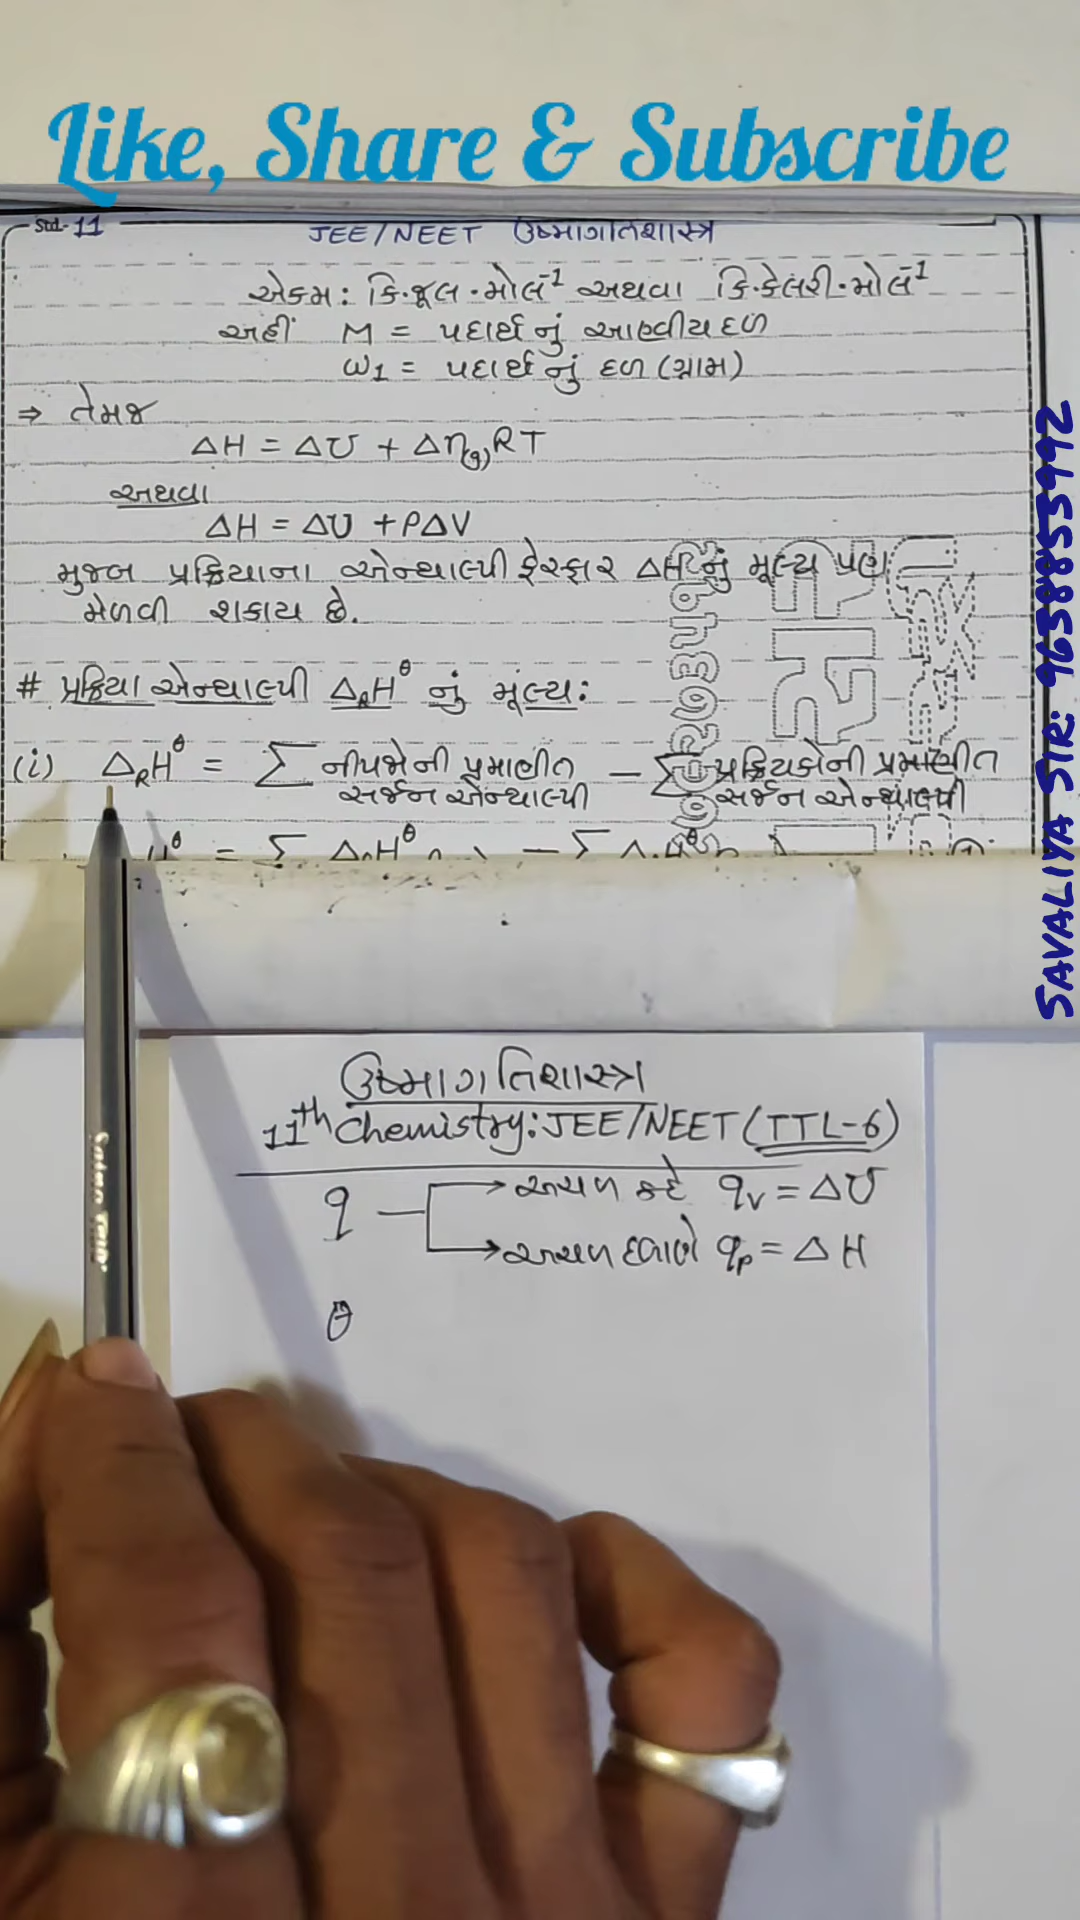 Like, Share & Subscribe
Std-11
JEE/NEET ઉષ્માગતિશાસ્ત્ર
એકમ: કિ.જૂલ.મોલ⁻¹ અથવા કિ.કેલરી.મોલ⁻¹
અહીં M = પદાર્થનું આણ્વીયદળ
W₁ = પદાર્થનું દળ (ગ્રામ)
⇒ તેમજ
ΔH = ΔU + Δn(g)RT
અથવા
ΔH = ΔU + PΔV
મુજબ પ્રક્રિયાના એન્થાલ્પી ફેરફાર ΔH નું મૂલ્ય પણ
મેળવી શકાય છે.
# પ્રક્રિયા એન્થાલ્પી ΔRH^θ નું મૂલ્ય:
(i) ΔRH^θ = Σ નીપજોની પ્રમાણીત સર્જન એન્થાલ્પી − Σ પ્રક્રિયકોની પ્રમાણીત સર્જન એન્થાલ્પી
SAVALIYA SIR: 9638855992
ઉષ્માગતિશાસ્ત્ર
11th Chemistry: JEE/NEET (TTL-6)
q → અચળ કદે qv = ΔU
→ અચળ દબાણે qp = ΔH
θ